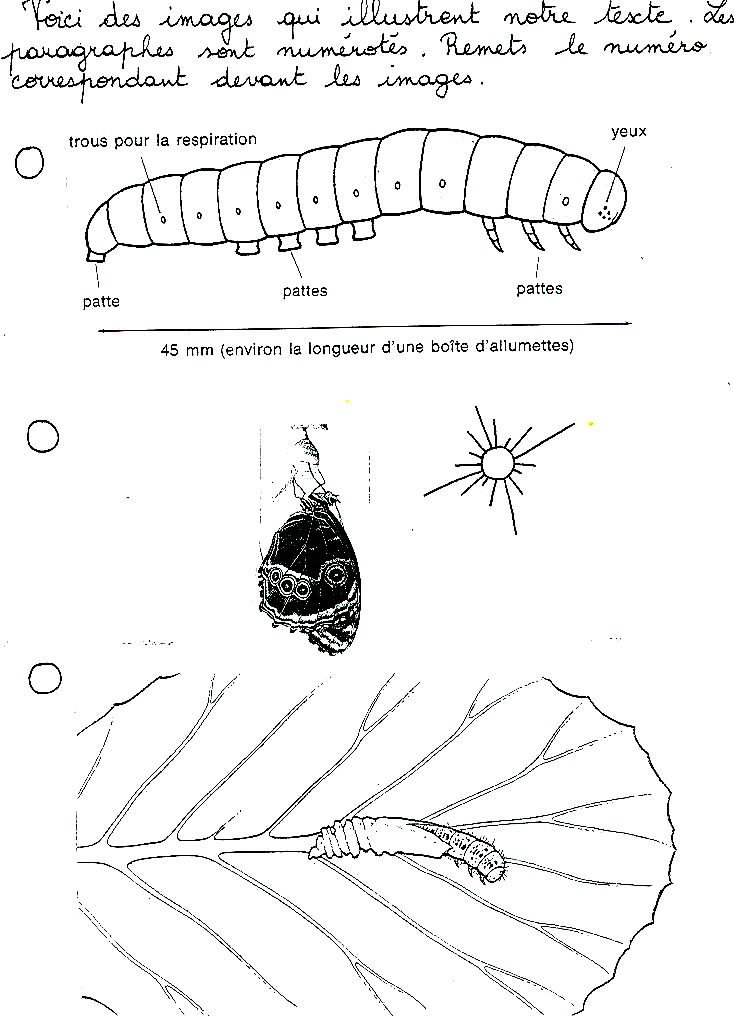 Voici des images qui illustrent notre texte. Les
paragraphes sont numérotés. Remets le numéro
correspondant devant les images.
trous pour la respiration
yeux
patte
pattes
pattes
45 mm (environ la longueur d'une boîte d'allumettes)